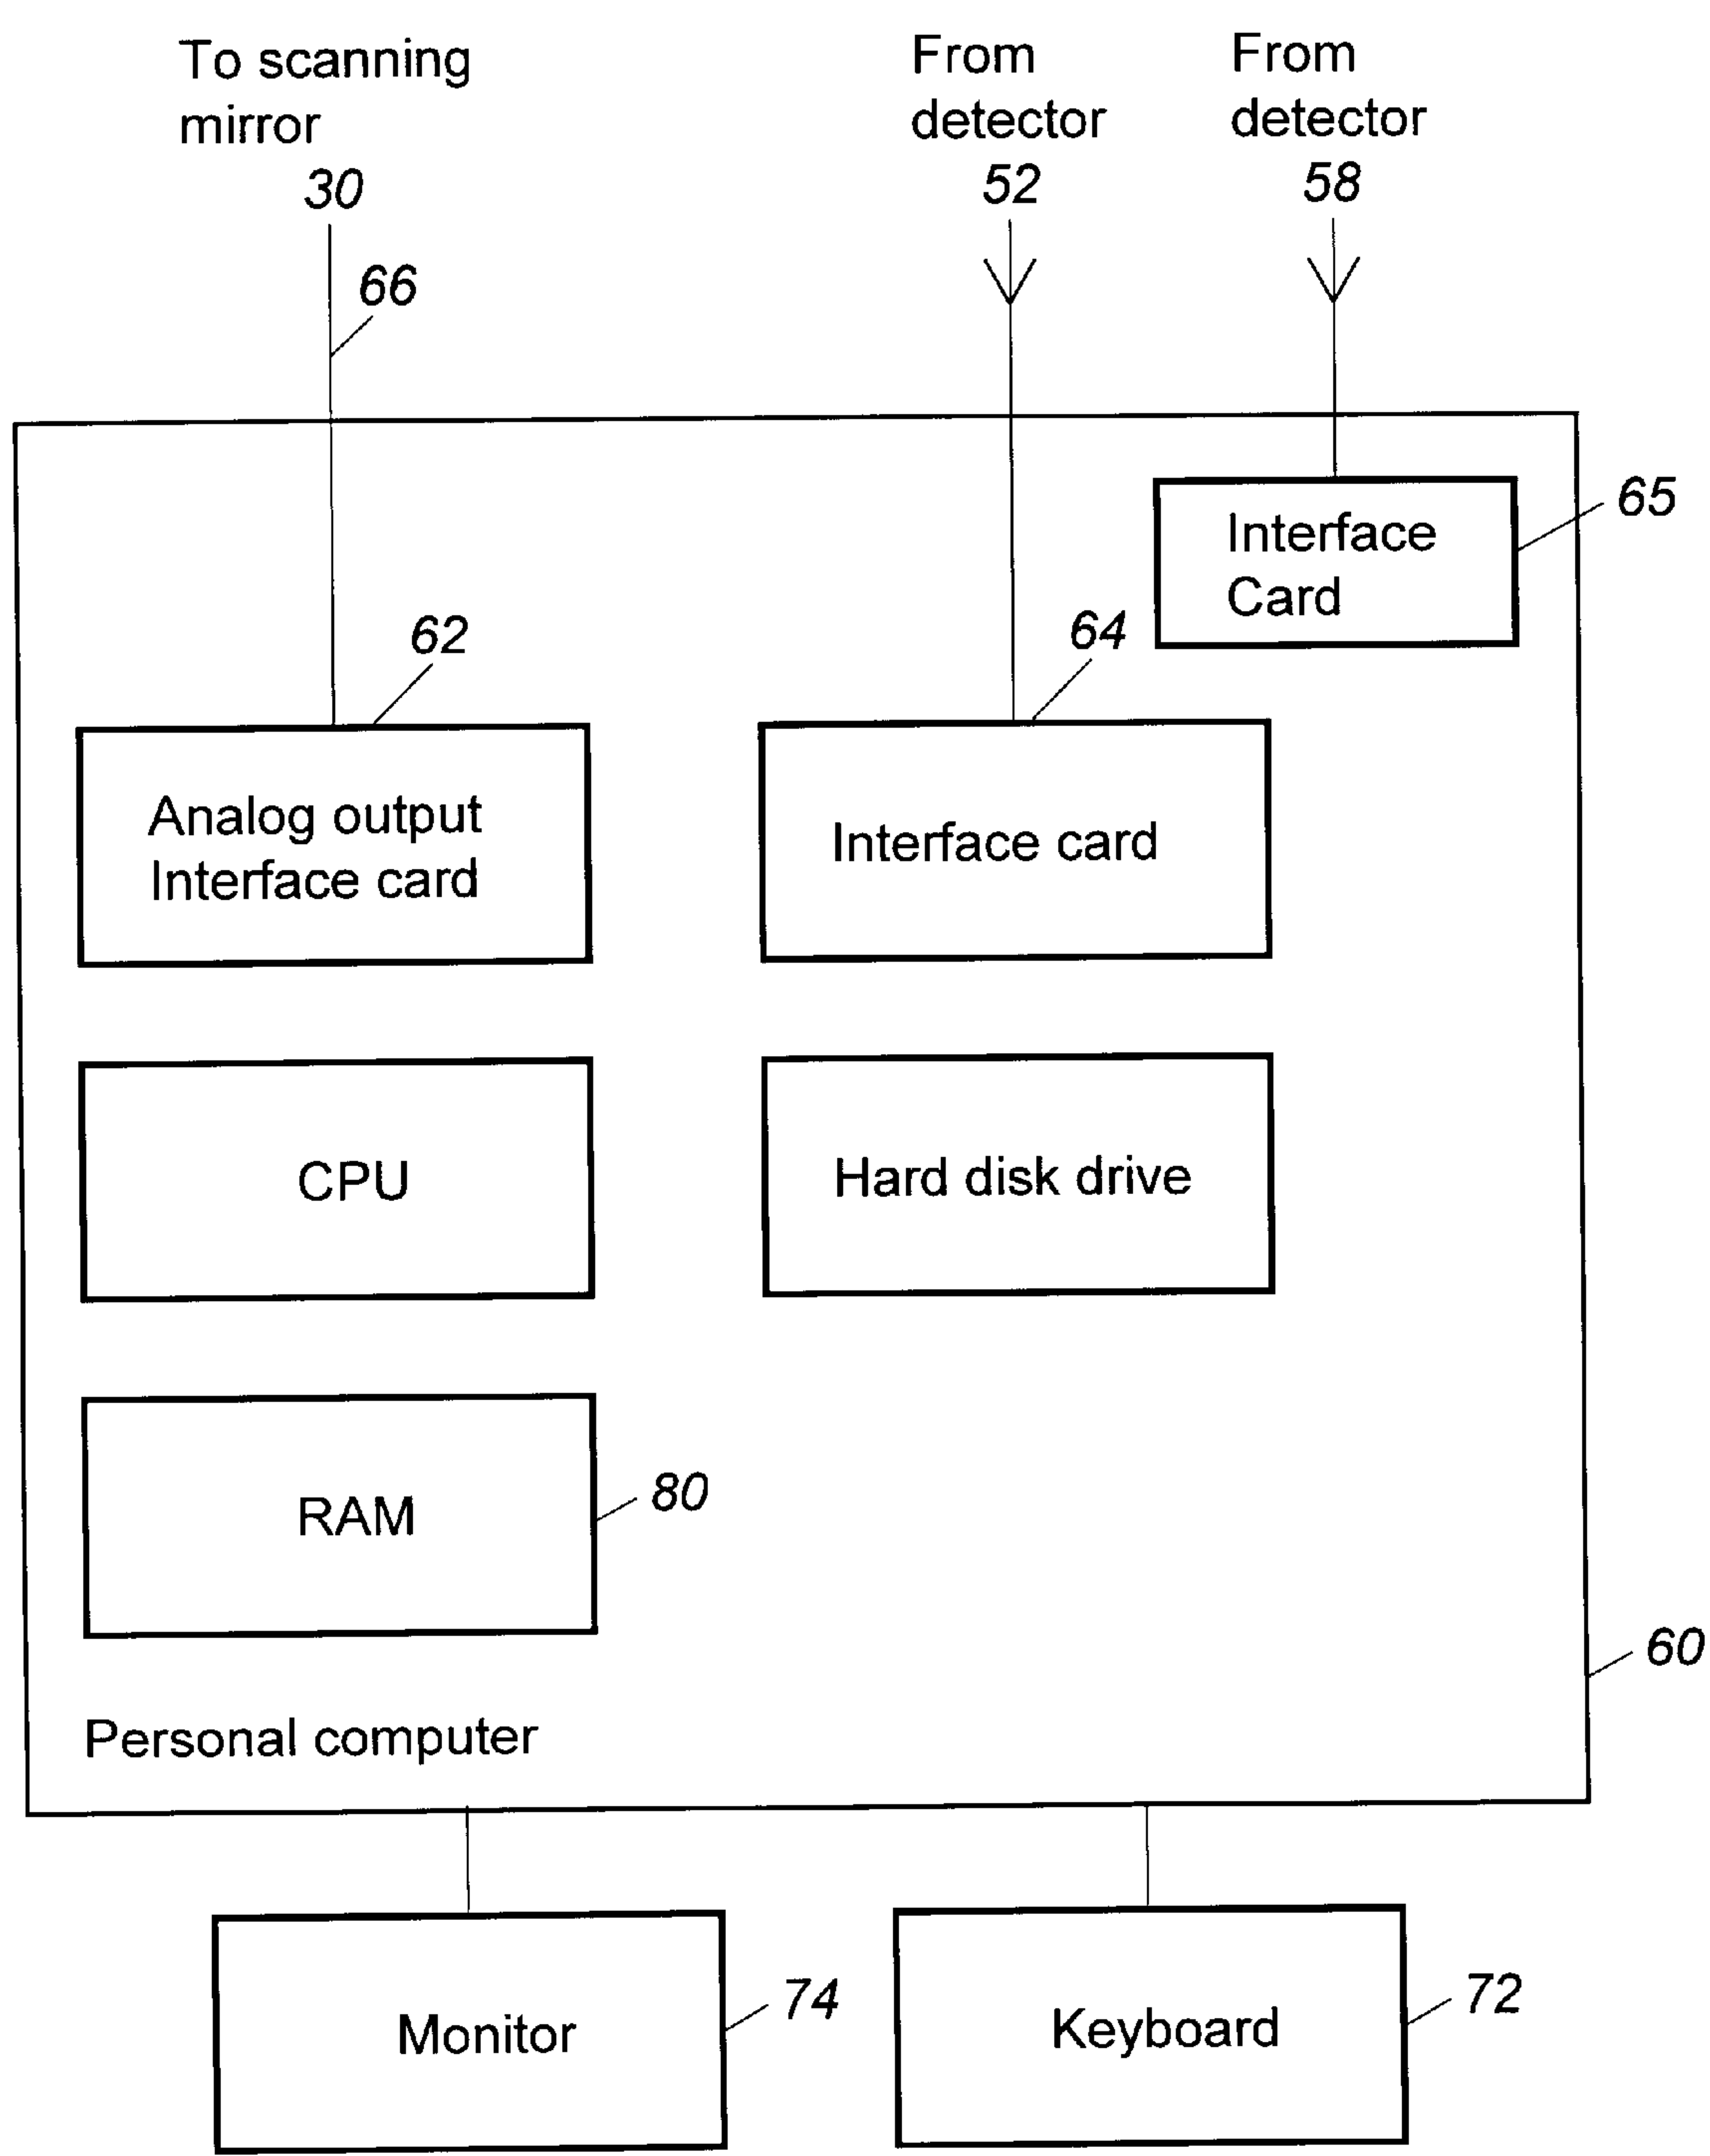 To scanning
mirror
30
From
detector
52
From
detector
58
66
65
Interface
Card
62
64
Analog output
Interface card
Interface card
CPU
Hard disk drive
RAM
80
60
Personal computer
Monitor
74
Keyboard
72